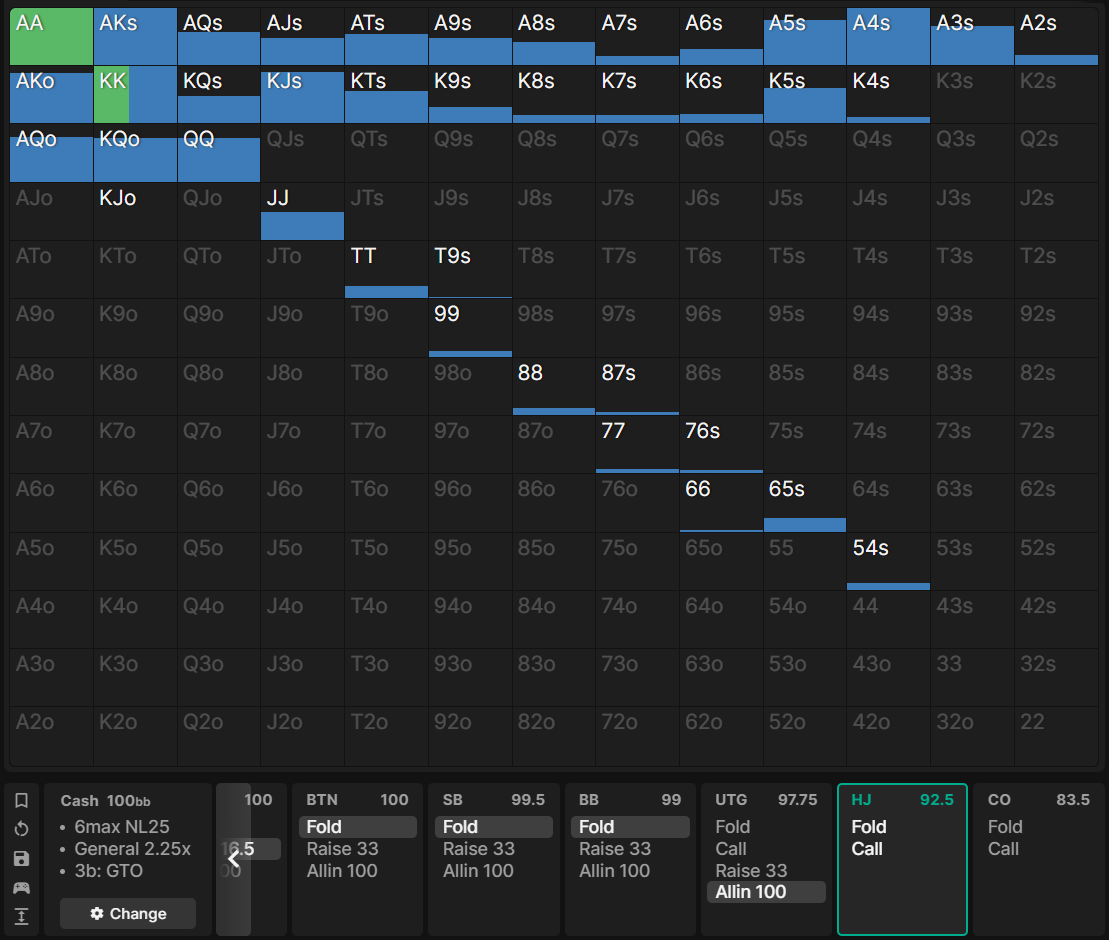 AA AKs AQs AJs ATs A9s A8s A7s A6s A5s A4s A3s A2s
AKo KK KQs KJs KTs K9s K8s K7s K6s K5s K4s K3s K2s
AQo KQo QQ QJs QTs Q9s Q8s Q7s Q6s Q5s Q4s Q3s Q2s
AJo KJo QJo JJ JTs J9s J8s J7s J6s J5s J4s J3s J2s
ATo KTo QTo JTo TT T9s T8s T7s T6s T5s T4s T3s T2s
A9o K9o Q9o J9o T9o 99 98s 97s 96s 95s 94s 93s 92s
A8o K8o Q8o J8o T8o 98o 88 87s 86s 85s 84s 83s 82s
A7o K7o Q7o J7o T7o 97o 87o 77 76s 75s 74s 73s 72s
A6o K6o Q6o J6o T6o 96o 86o 76o 66 65s 64s 63s 62s
A5o K5o Q5o J5o T5o 95o 85o 75o 65o 55 54s 53s 52s
A4o K4o Q4o J4o T4o 94o 84o 74o 64o 54o 44 43s 42s
A3o K3o Q3o J3o T3o 93o 83o 73o 63o 53o 43o 33 32s
A2o K2o Q2o J2o T2o 92o 82o 72o 62o 52o 42o 32o 22
Cash 100bb
• 6max NL25
• General 2.25x
• 3b: GTO
Change
100
16.5
00
BTN 100
Fold
Raise 33
Allin 100
SB 99.5
Fold
Raise 33
Allin 100
BB 99
Fold
Raise 33
Allin 100
UTG 97.75
Fold
Call
Raise 33
Allin 100
HJ 92.5
Fold
Call
CO 83.5
Fold
Call